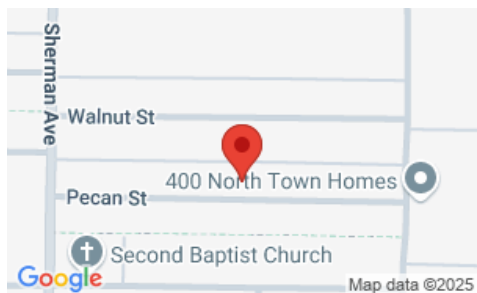 Sherman Ave
Walnut St
400 North Town Homes
Pecan St
Second Baptist Church
Google
Map data ©2025